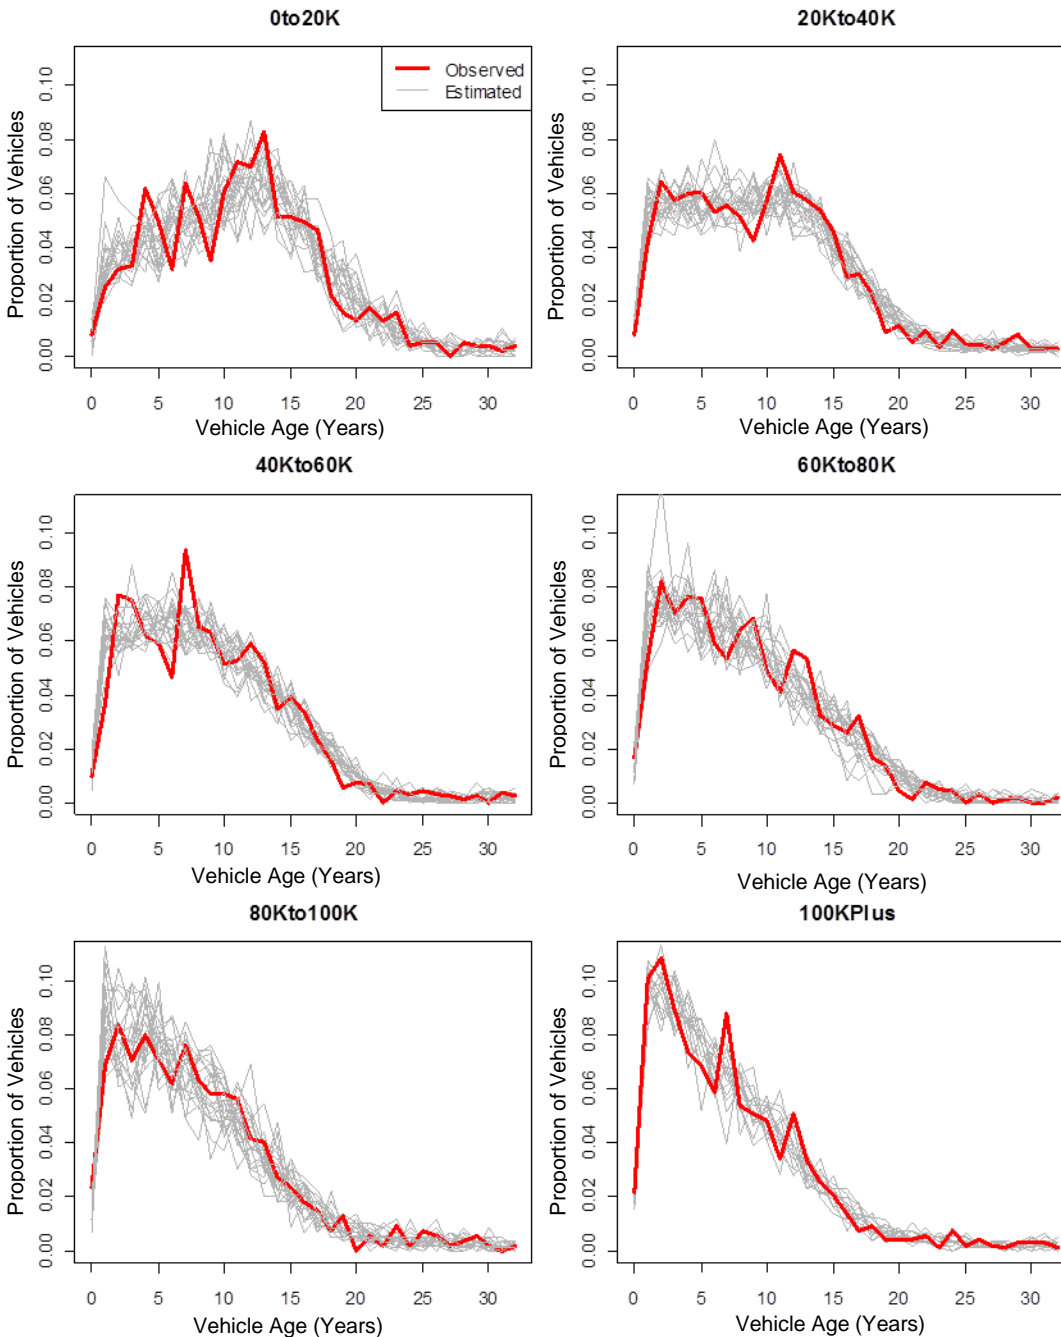 0to20K
Proportion of Vehicles
0.00 0.02 0.04 0.06 0.08 0.10
Observed
Estimated
0 5 10 15 20 25 30
Vehicle Age (Years)
20Kto40K
Proportion of Vehicles
0.00 0.02 0.04 0.06 0.08 0.10
0 5 10 15 20 25 30
Vehicle Age (Years)
40Kto60K
Proportion of Vehicles
0.00 0.02 0.04 0.06 0.08 0.10
0 5 10 15 20 25 30
Vehicle Age (Years)
60Kto80K
Proportion of Vehicles
0.00 0.02 0.04 0.06 0.08 0.10
0 5 10 15 20 25 30
Vehicle Age (Years)
80Kto100K
Proportion of Vehicles
0.00 0.02 0.04 0.06 0.08 0.10
0 5 10 15 20 25 30
Vehicle Age (Years)
100KPlus
Proportion of Vehicles
0.00 0.02 0.04 0.06 0.08 0.10
0 5 10 15 20 25 30
Vehicle Age (Years)